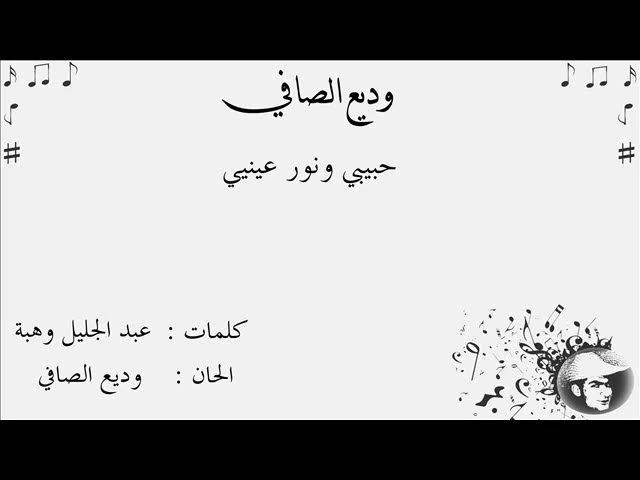 وديع الصافي
حبيبي ونور عينيي
كلمات : عبد الجليل وهبة
الحان : وديع الصافي